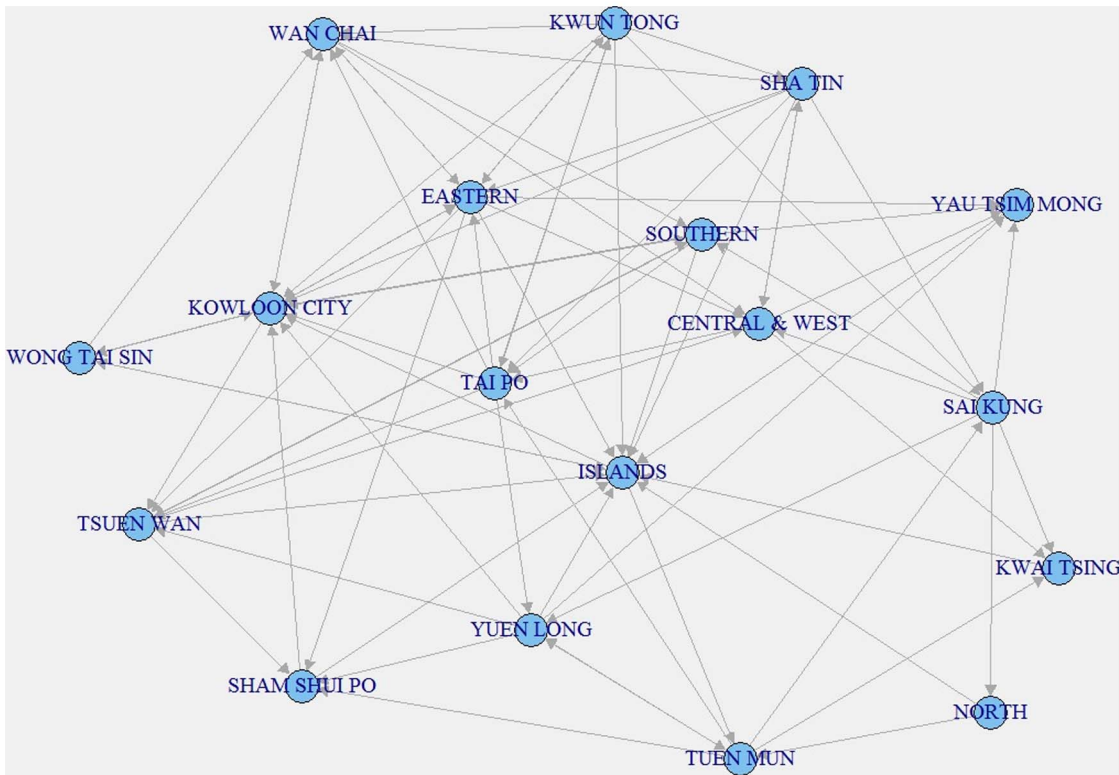 KWUN TONG
WAN CHAI
SHA TIN
EASTERN
YAU TSIM MONG
SOUTHERN
KOWLOON CITY
CENTRAL & WEST
WONG TAI SIN
TAI PO
SAI KUNG
ISLANDS
TSUEN WAN
KWAI TSING
YUEN LONG
SHAM SHUI PO
NORTH
TUEN MUN